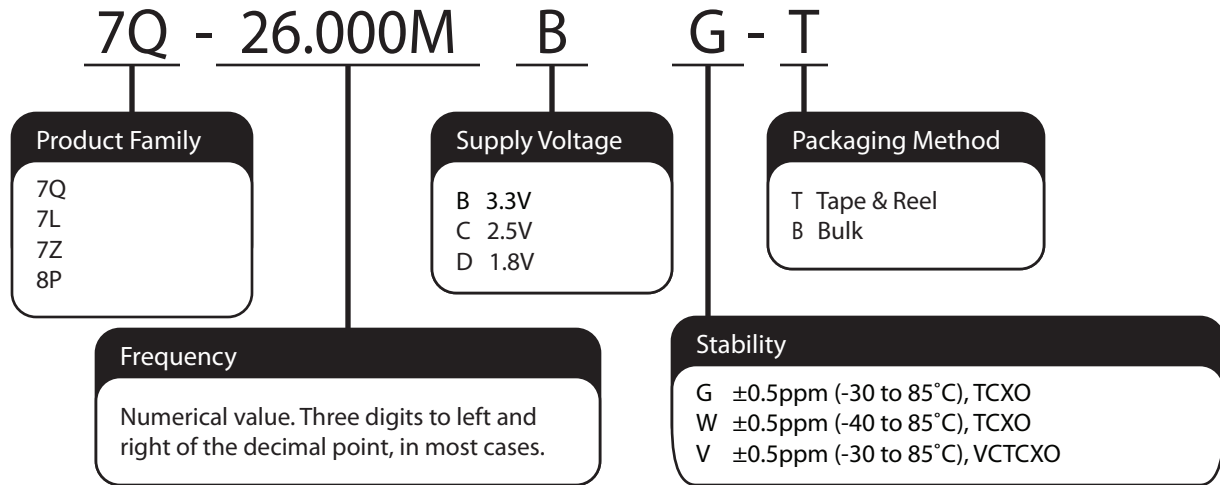 7Q - 26.000M B G - T
Product Family
7Q
7L
7Z
8P
Supply Voltage
B 3.3V
C 2.5V
D 1.8V
Packaging Method
T Tape & Reel
B Bulk
Frequency
Numerical value. Three digits to left and
right of the decimal point, in most cases.
Stability
G ±0.5ppm (-30 to 85˚C), TCXO
W ±0.5ppm (-40 to 85˚C), TCXO
V ±0.5ppm (-30 to 85˚C), VCTCXO